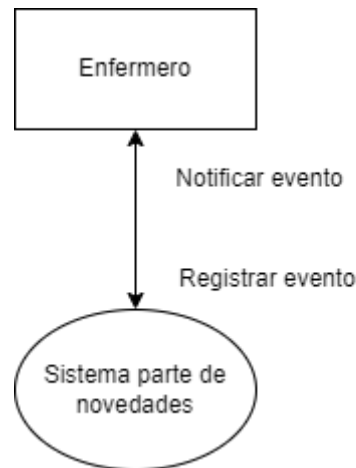 Enfermero
Notificar evento
Registrar evento
Sistema parte de
novedades